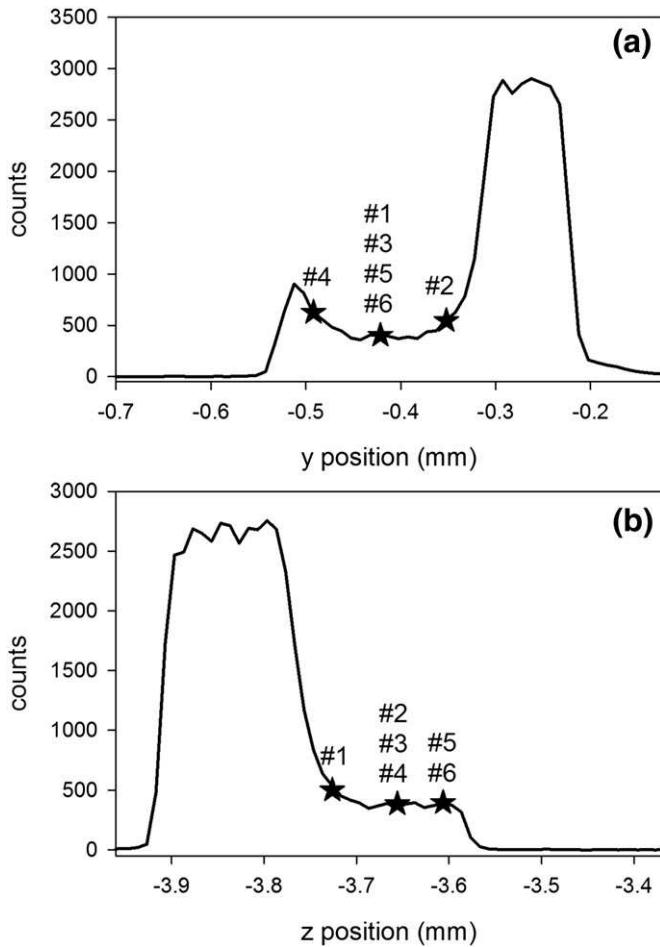 (a)
3500
3000
2500
2000
1500
1000
500
0
counts
#1
#3
#5
#6
#4
#2
-0.7 -0.6 -0.5 -0.4 -0.3 -0.2
y position (mm)
(b)
3000
2500
2000
1500
1000
500
0
counts
#2
#3 #5
#1 #4 #6
-3.9 -3.8 -3.7 -3.6 -3.5 -3.4
z position (mm)